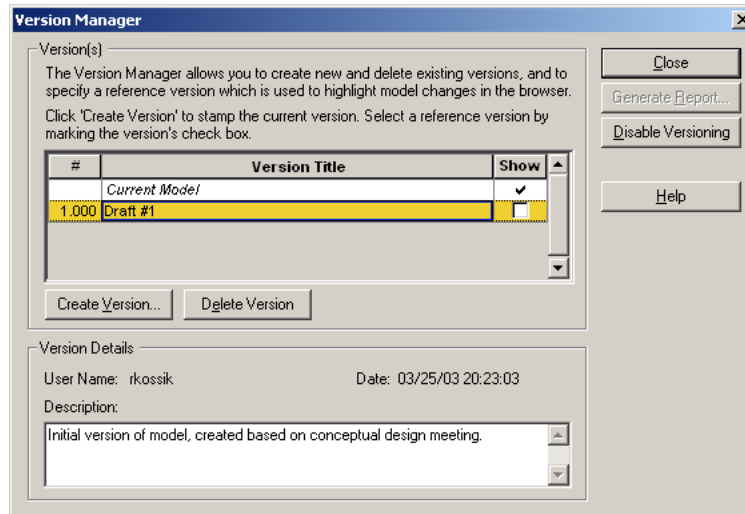 Version Manager
Version(s)
The Version Manager allows you to create new and delete existing versions, and to
specify a reference version which is used to highlight model changes in the browser.
Click 'Create Version' to stamp the current version. Select a reference version by
marking the version's check box.
# Version Title Show
Current Model
1.000 Draft #1
Create Version... Delete Version
Close
Generate Report...
Disable Versioning
Help
Version Details
User Name: rkossik Date: 03/25/03 20:23:03
Description:
Initial version of model, created based on conceptual design meeting.